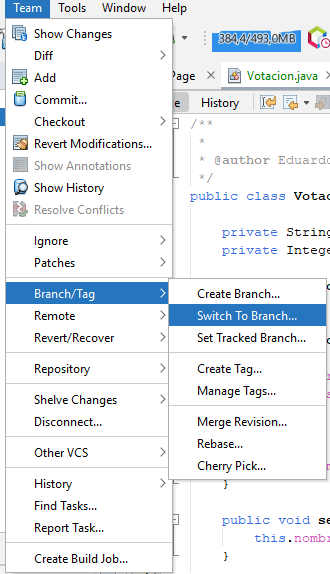 Team Tools Window Help
Show Changes
384,4/493,0MB
Diff
Add
Page
Votacion.java
Commit...
Checkout
History
Revert Modifications...
/**
Show Annotations
*
Show History
* @author Eduardo
Resolve Conflicts
*/
public class Votac
Ignore
private String
Patches
private Integer
Branch/Tag
Create Branch...
Remote
Switch To Branch...
Revert/Recover
Set Tracked Branch...
Repository
Create Tag...
Manage Tags...
Shelve Changes
Disconnect...
Merge Revision...
Other VCS
Rebase...
Cherry Pick...
History
}
Find Tasks...
public void se
Report Task...
this.nombr
Create Build Job...
}